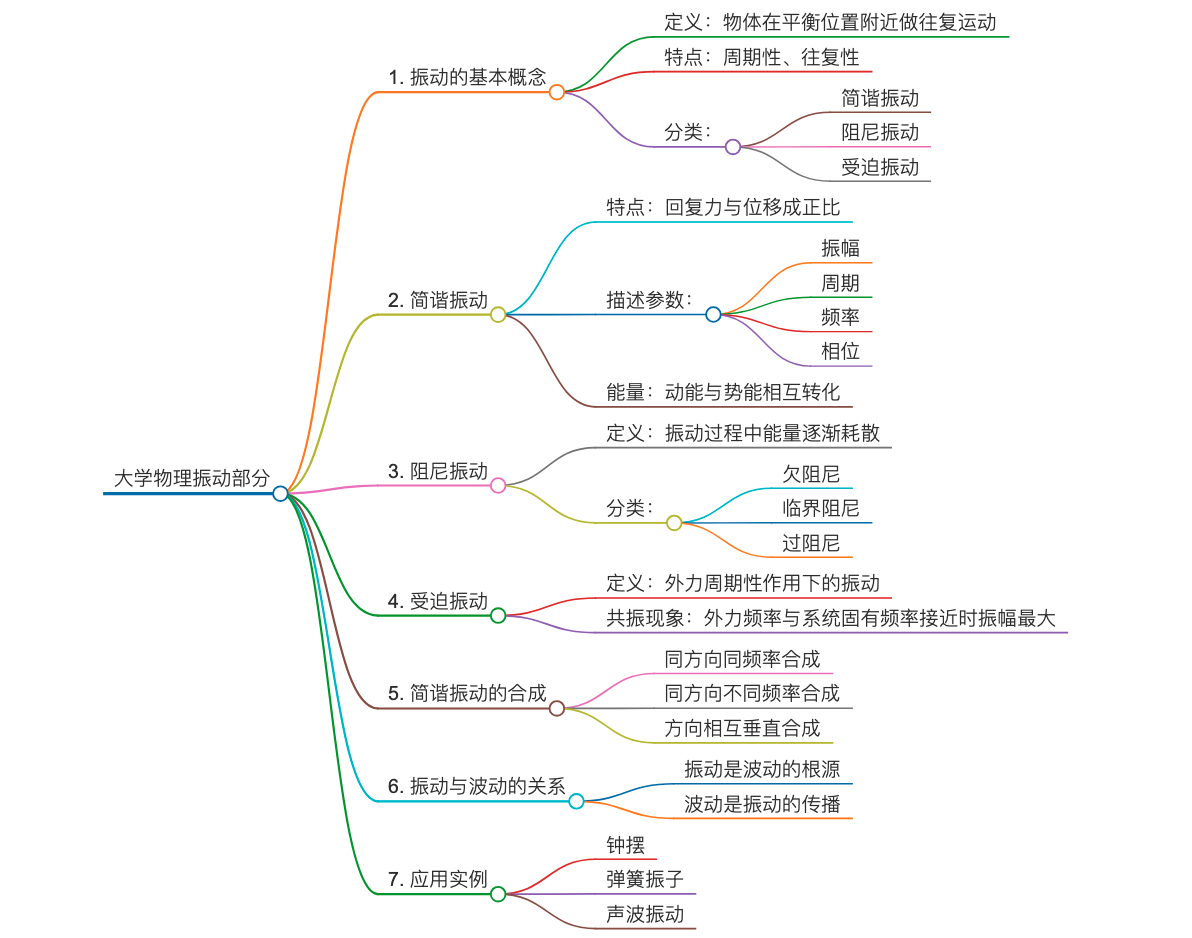 大学物理振动部分
1. 振动的基本概念
定义：物体在平衡位置附近做往复运动
特点：周期性、往复性
分类：
简谐振动
阻尼振动
受迫振动
2. 简谐振动
特点：回复力与位移成正比
描述参数：
振幅
周期
频率
相位
能量：动能与势能相互转化
3. 阻尼振动
定义：振动过程中能量逐渐耗散
分类：
欠阻尼
临界阻尼
过阻尼
4. 受迫振动
定义：外力周期性作用下的振动
共振现象：外力频率与系统固有频率接近时振幅最大
5. 简谐振动的合成
同方向同频率合成
同方向不同频率合成
方向相互垂直合成
6. 振动与波动的关系
振动是波动的根源
波动是振动的传播
7. 应用实例
钟摆
弹簧振子
声波振动